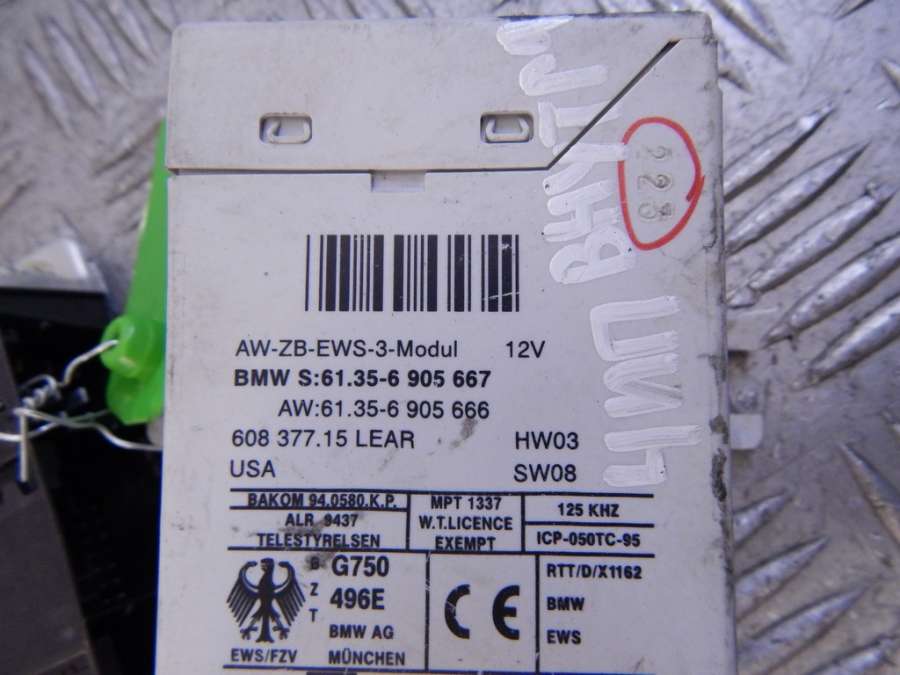 225
AW-ZB-EWS-3-Modul 12V
BMW S:61.35-6 905 667
AW:61.35-6 905 666
608 377.15 LEAR HW03
USA SW08
BAKOM 94.0580.K.P.
ALR 9437
TELESTYRELSEN
MPT 1337
W.T.LICENCE
EXEMPT
125 KHZ
ICP-050TC-95
BZT
G750
496E
BMW AG
MÜNCHEN
EWS/FZV
CE
RTT/D/X1162
BMW
EWS